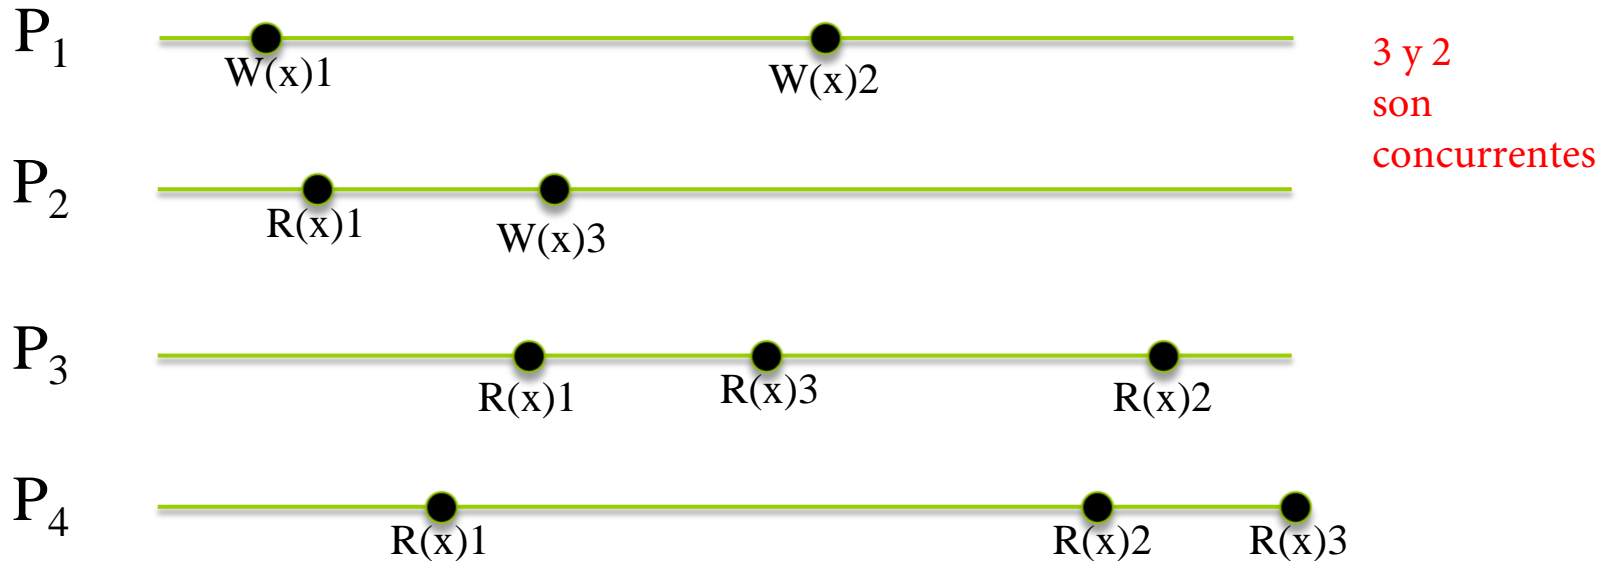 P1
W(x)1
W(x)2
3 y 2
son
concurrentes
P2
R(x)1
W(x)3
P3
R(x)1
R(x)3
R(x)2
P4
R(x)1
R(x)2
R(x)3